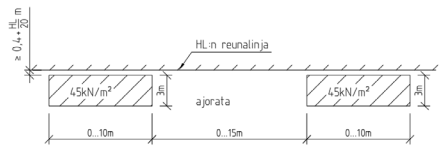 ≥ 0,4 + HL/20 m
HL:n reunalinja
45kN/m²
3m
ajorata
45kN/m²
3m
0...10m
0...15m
0...10m